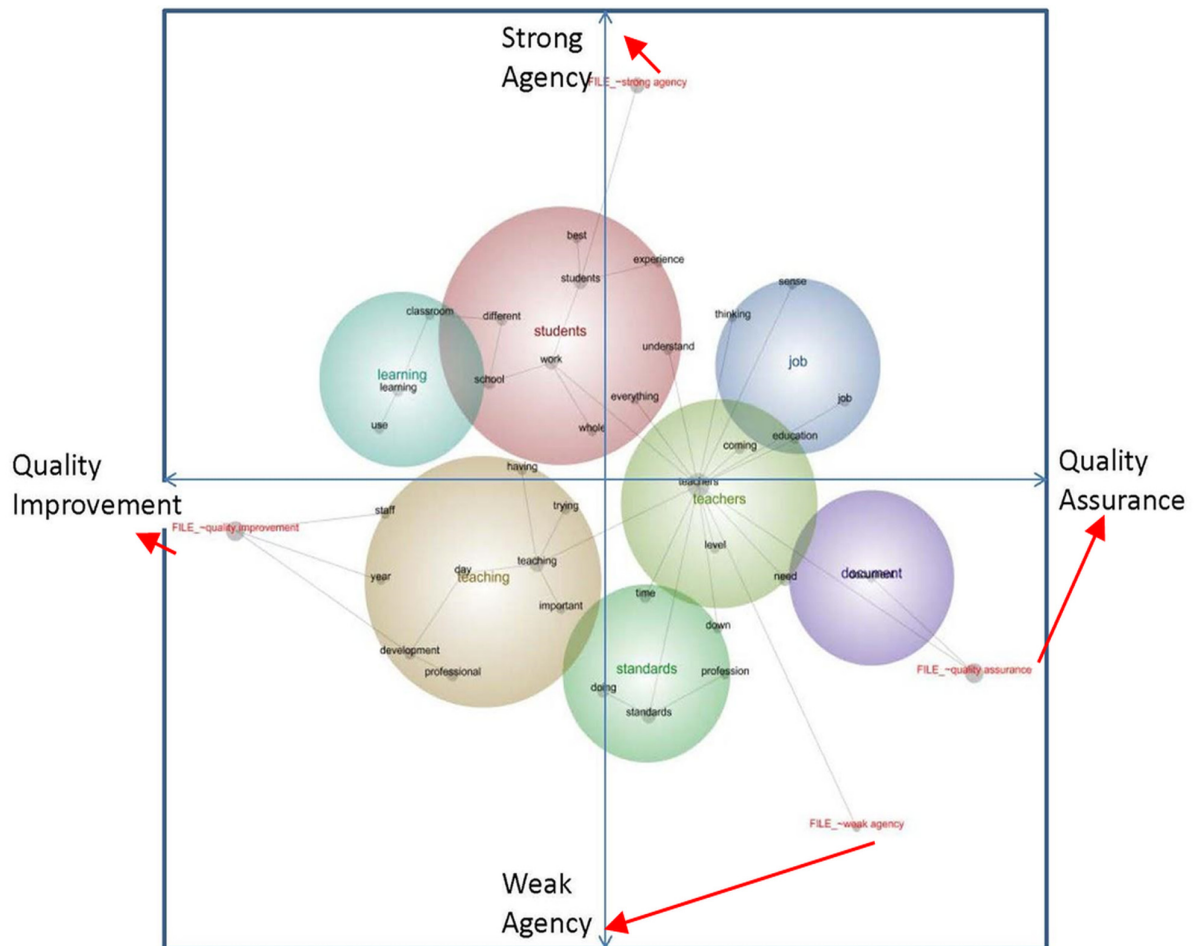 Strong
Agency
FILE_~strong agency
best
students
experience
sense
classroom
different
thinking
students
understand
work
job
learning
learning
school
everything
job
use
whole
coming
education
Quality
Improvement
having
teachers
teachers
Quality
Assurance
staff
trying
FILE_~quality improvement
level
teaching
day
teaching
year
need
document
document
important
time
down
development
professional
standards
profession
FILE_~quality assurance
doing
standards
FILE_~weak agency
Weak
Agency